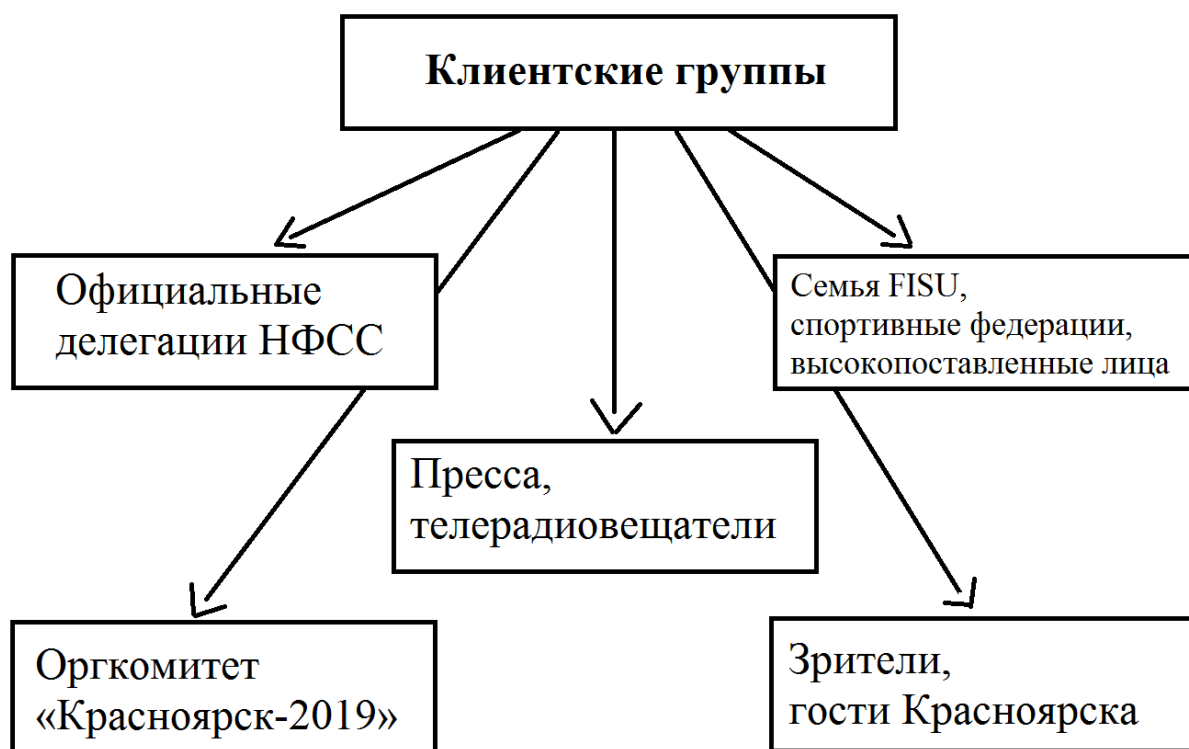 Клиентские группы
Официальные
делегации НФСС
Семья FISU,
спортивные федерации,
высокопоставленные лица
Пресса,
телерадиовещатели
Оргкомитет
«Красноярск-2019»
Зрители,
гости Красноярска